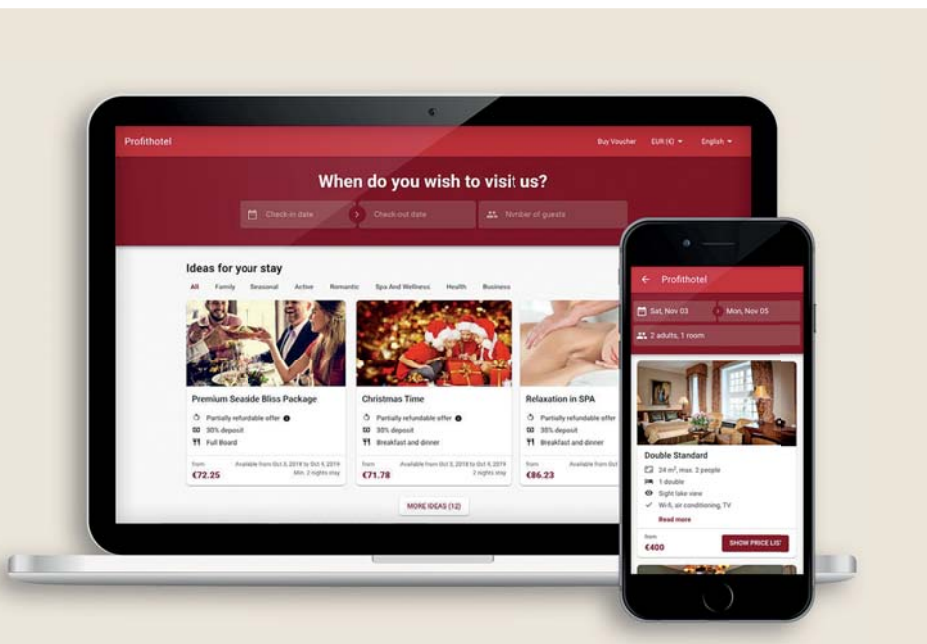 Profithotel
Buy Voucher EUR (€) English
When do you wish to visit us?
Check-in date Check-out date Number of guests
Ideas for your stay
All Family Seasonal Active Romantic Spa And Wellness Health Business
Premium Seaside Bliss Package
Partially refundable offer
30% deposit
Full Board
from Available from Oct 3, 2018 to Oct 4, 2019
€72.25 Min. 2 nights stay
Christmas Time
Partially refundable offer
30% deposit
Breakfast and dinner
from Available from Oct 3, 2018 to Oct 4, 2019
€71.78 2 nights stay
Relaxation in SPA
Partially refundable offer
30% deposit
Breakfast and dinner
from Available from Oct
€86.23
MORE IDEAS (12)
Profithotel
Sat, Nov 03 Mon, Nov 05
2 adults, 1 room
Double Standard
24 m², max. 2 people
1 double
Sight lake view
Wi-fi, air conditioning, TV
Read more
from
€400
SHOW PRICE LIS